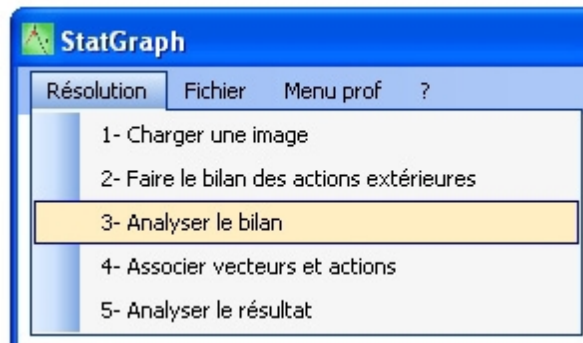 StatGraph
Résolution Fichier Menu prof ?
1- Charger une image
2- Faire le bilan des actions extérieures
3- Analyser le bilan
4- Associer vecteurs et actions
5- Analyser le résultat